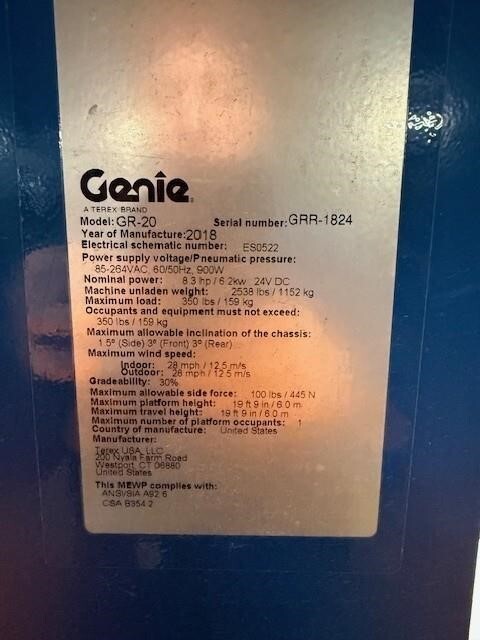 Genie
A TEREX BRAND
Model: GR-20 Serial number: GRR-1824
Year of Manufacture: 2018
Electrical schematic number: ES0522
Power supply voltage/Pneumatic pressure:
85-264VAC, 60/50Hz, 900W
Nominal power: 8.3 hp / 6.2kw 24V DC
Machine unladen weight: 2538 lbs / 1152 kg
Maximum load: 350 lbs / 159 kg
Occupants and equipment must not exceed:
350 lbs / 159 kg
Maximum allowable inclination of the chassis:
1.5° (Side) 3° (Front) 3° (Rear)
Maximum wind speed:
Indoor: 28 mph / 12.5 m/s
Outdoor: 28 mph / 12.5 m/s
Gradeability: 30%
Maximum allowable side force: 100 lbs / 445 N
Maximum platform height: 19 ft 9 in / 6.0 m
Maximum travel height: 19 ft 9 in / 6.0 m
Maximum number of platform occupants: 1
Country of manufacture: United States
Manufacturer:
Terex USA, LLC
200 Nyala Farm Road
Westport, CT 06880
United States
This MEWP complies with:
ANSI/SIA A92.6
CSA B354.2